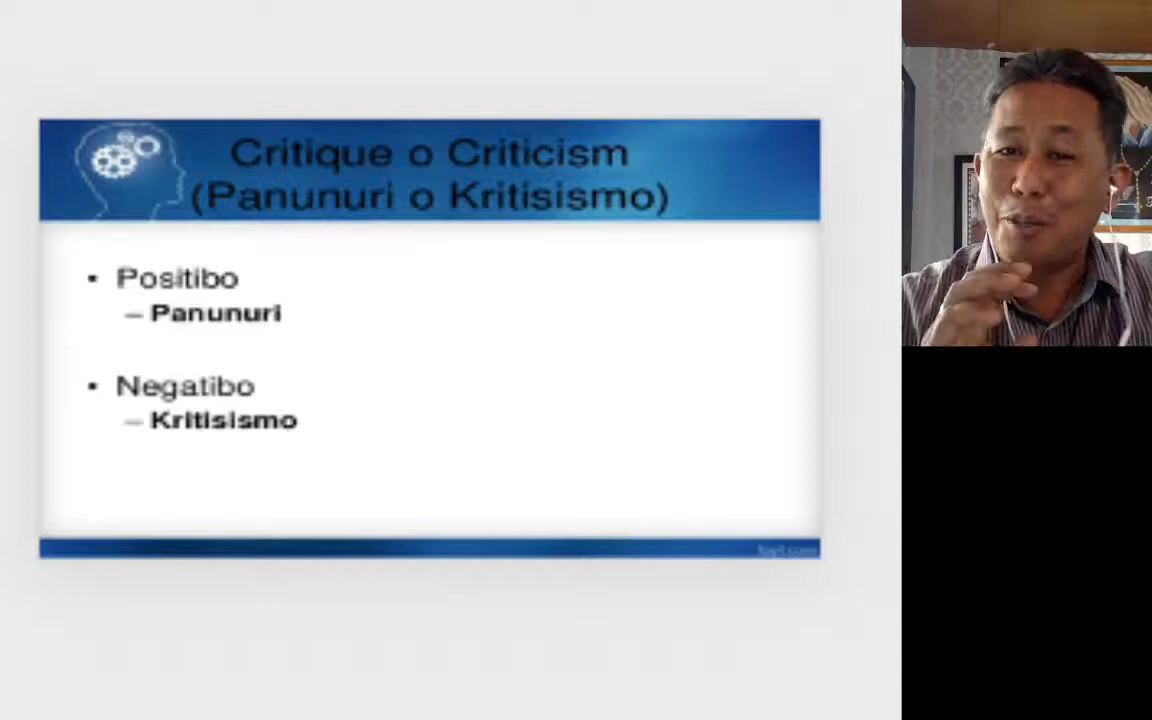 Critique o Criticism
(Panunuri o Kritisismo)
• Positibo
– Panunuri
• Negatibo
– Kritisismo